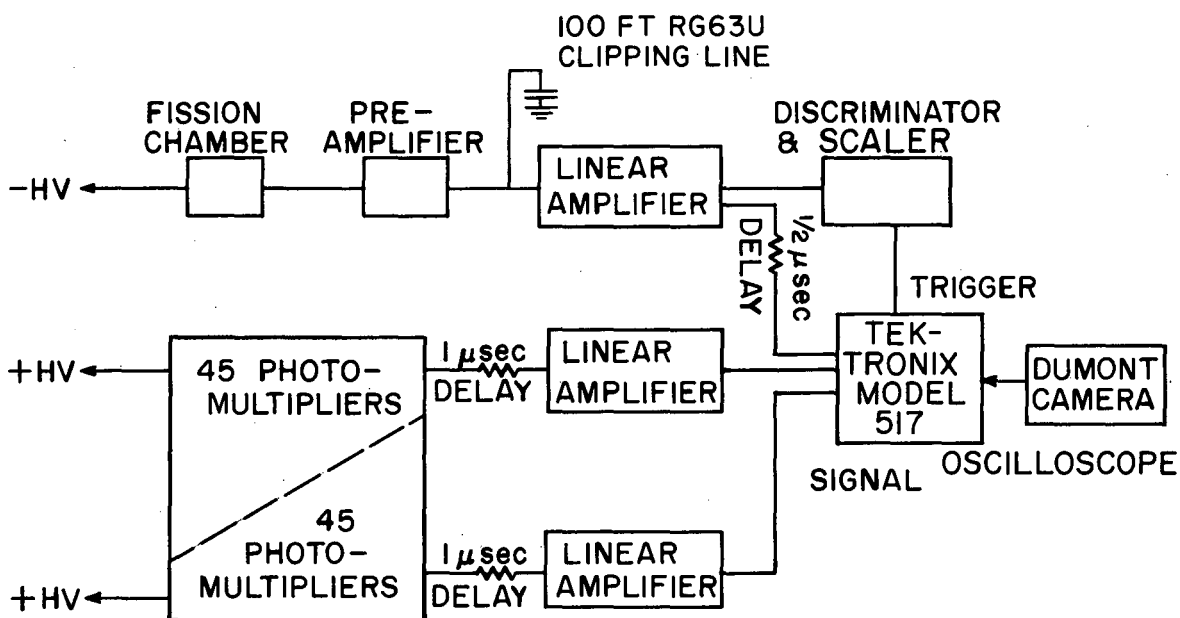 100 FT RG63U
CLIPPING LINE
FISSION
CHAMBER
PRE-
AMPLIFIER
DISCRIMINATOR
& SCALER
-HV
LINEAR
AMPLIFIER
1/2 μsec
DELAY
TRIGGER
+HV
45 PHOTO-
MULTIPLIERS
1 μsec
DELAY
LINEAR
AMPLIFIER
TEK-
TRONIX
MODEL
517
DUMONT
CAMERA
OSCILLOSCOPE
SIGNAL
45
PHOTO-
MULTIPLIERS
+HV
1 μsec
DELAY
LINEAR
AMPLIFIER